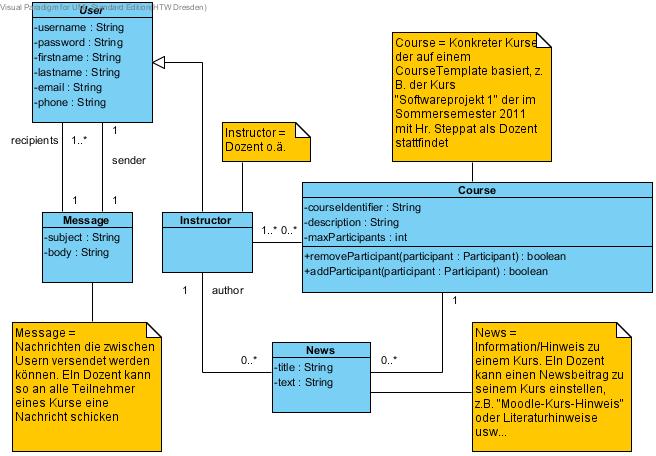 Visual Paradigm for UML Standard Edition(HTW Dresden)
User
-username : String
-password : String
-firstname : String
-lastname : String
-email : String
-phone : String
recipients
1..*
1
sender
1
1
Message
-subject : String
-body : String
Message =
Nachrichten die zwischen
Usern versendet werden
können. EIn Dozent kann
so an alle Teilnehmer
eines Kurse eine
Nachricht schicken
Instructor =
Dozent o.ä.
Instructor
1..*
0..*
1
author
Course = Konkreter Kurse
der auf einem
CourseTemplate basiert, z.
B. der Kurs
"Softwareprojekt 1" der im
Sommersemester 2011
mit Hr. Steppat als Dozent
stattfindet
Course
-courseIdentifier : String
-description : String
-maxParticipants : int
+removeParticipant(participant : Participant) : boolean
+addParticipant(participant : Participant) : boolean
1
0..*
0..*
News
-title : String
-text : String
News =
Information/Hinweis zu
einem Kurs. EIn Dozent
kann einen Newsbeitrag zu
seinem Kurs einstellen,
z.B. "Moodle-Kurs-Hinweis"
oder Literaturhinweise
usw...